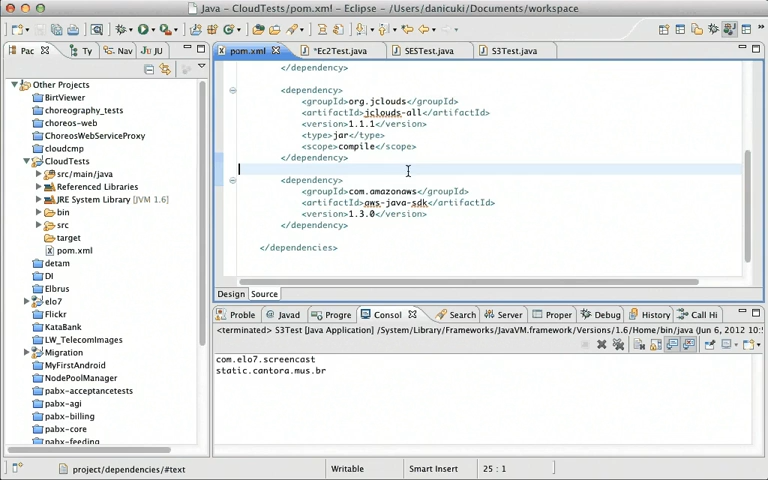 Java – CloudTests/pom.xml – Eclipse – /Users/danicuki/Documents/workspace
Java
Pac
Ty
Nav
JU
Other Projects
BirtViewer
choreography_tests
choreos-web
ChoreosWebServiceProxy
cloudcmp
CloudTests
src/main/java
Referenced Libraries
JRE System Library [JVM 1.6]
bin
src
target
pom.xml
detam
DI
Elbrus
elo7
Flickr
KataBank
LW_TelecomImages
Migration
MyFirstAndroid
NodePoolManager
pabx-acceptancetests
pabx-agi
pabx-billing
pabx-core
pabx-feeding
pom.xml
*Ec2Test.java
SESTest.java
S3Test.java
</dependency>
<dependency>
<groupId>org.jclouds</groupId>
<artifactId>jclouds-all</artifactId>
<version>1.1.1</version>
<type>jar</type>
<scope>compile</scope>
</dependency>
<dependency>
<groupId>com.amazonaws</groupId>
<artifactId>aws-java-sdk</artifactId>
<version>1.3.0</version>
</dependency>
</dependencies>
Design
Source
Proble
Javad
Progre
Consol
Search
Server
Proper
Debug
History
Call Hi
<terminated> S3Test [Java Application] /System/Library/Frameworks/JavaVM.framework/Versions/1.6/Home/bin/java (Jun 6, 2012 10:5
com.elo7.screencast
static.cantora.mus.br
project/dependencies/#text
Writable
Smart Insert
25 : 1